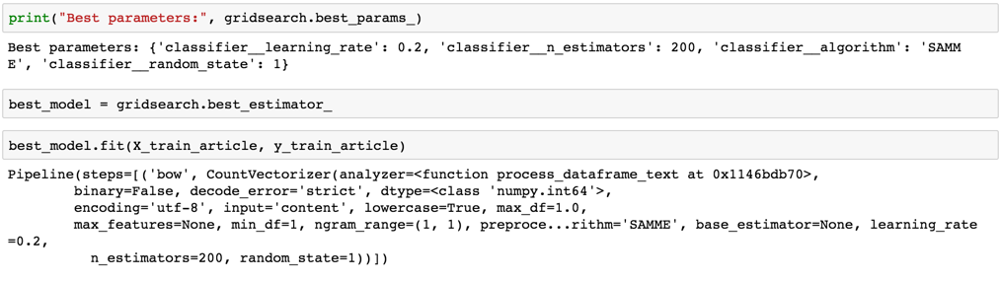 print("Best parameters:", gridsearch.best_params_)
Best parameters: {'classifier__learning_rate': 0.2, 'classifier__n_estimators': 200, 'classifier__algorithm': 'SAMM
E', 'classifier__random_state': 1}
best_model = gridsearch.best_estimator_
best_model.fit(X_train_article, y_train_article)
Pipeline(steps=[('bow', CountVectorizer(analyzer=<function process_dataframe_text at 0x1146bdb70>,
binary=False, decode_error='strict', dtype=<class 'numpy.int64'>,
encoding='utf-8', input='content', lowercase=True, max_df=1.0,
max_features=None, min_df=1, ngram_range=(1, 1), preproce...rithm='SAMME', base_estimator=None, learning_rate
=0.2,
n_estimators=200, random_state=1))])